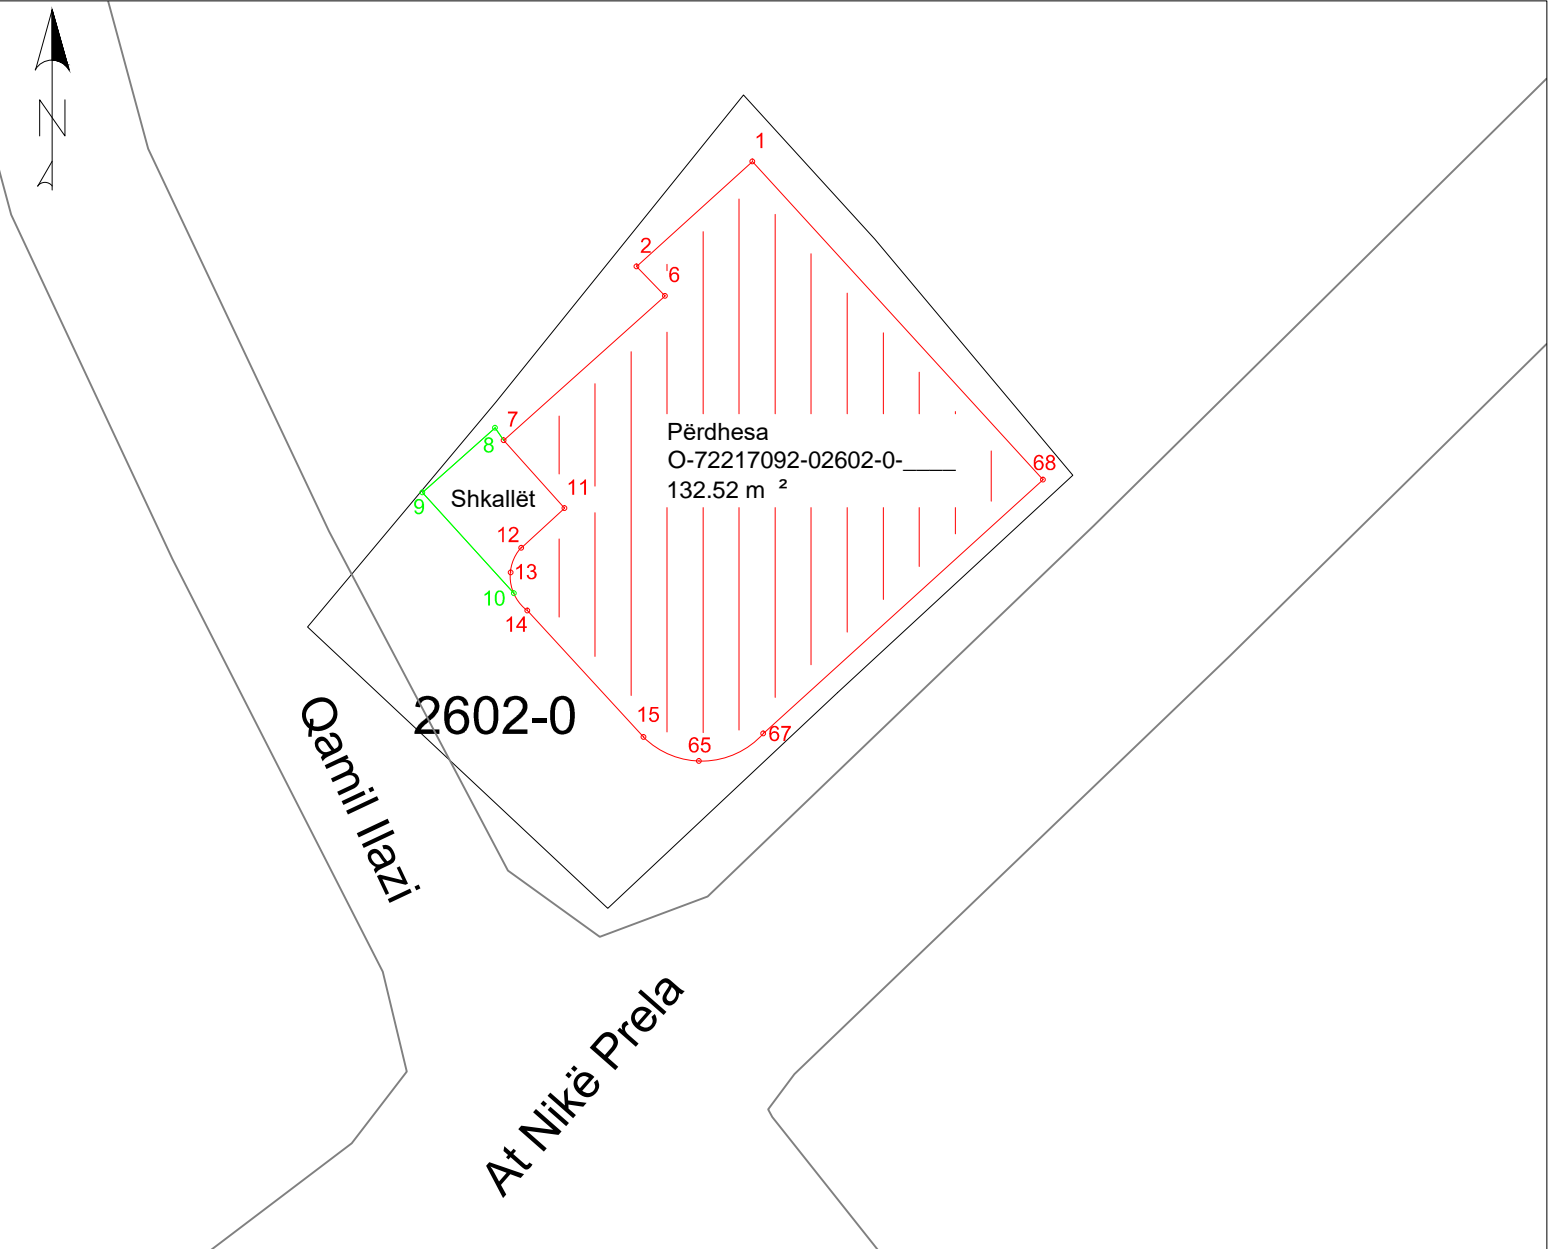 N
1
2
6
7
8
Përdhesa
O-72217092-02602-0-____
132.52 m ²
68
11
Shkallët
9
12
13
10
14
2602-0
15
65
67
Qamil Ilazi
At Nikë Prela